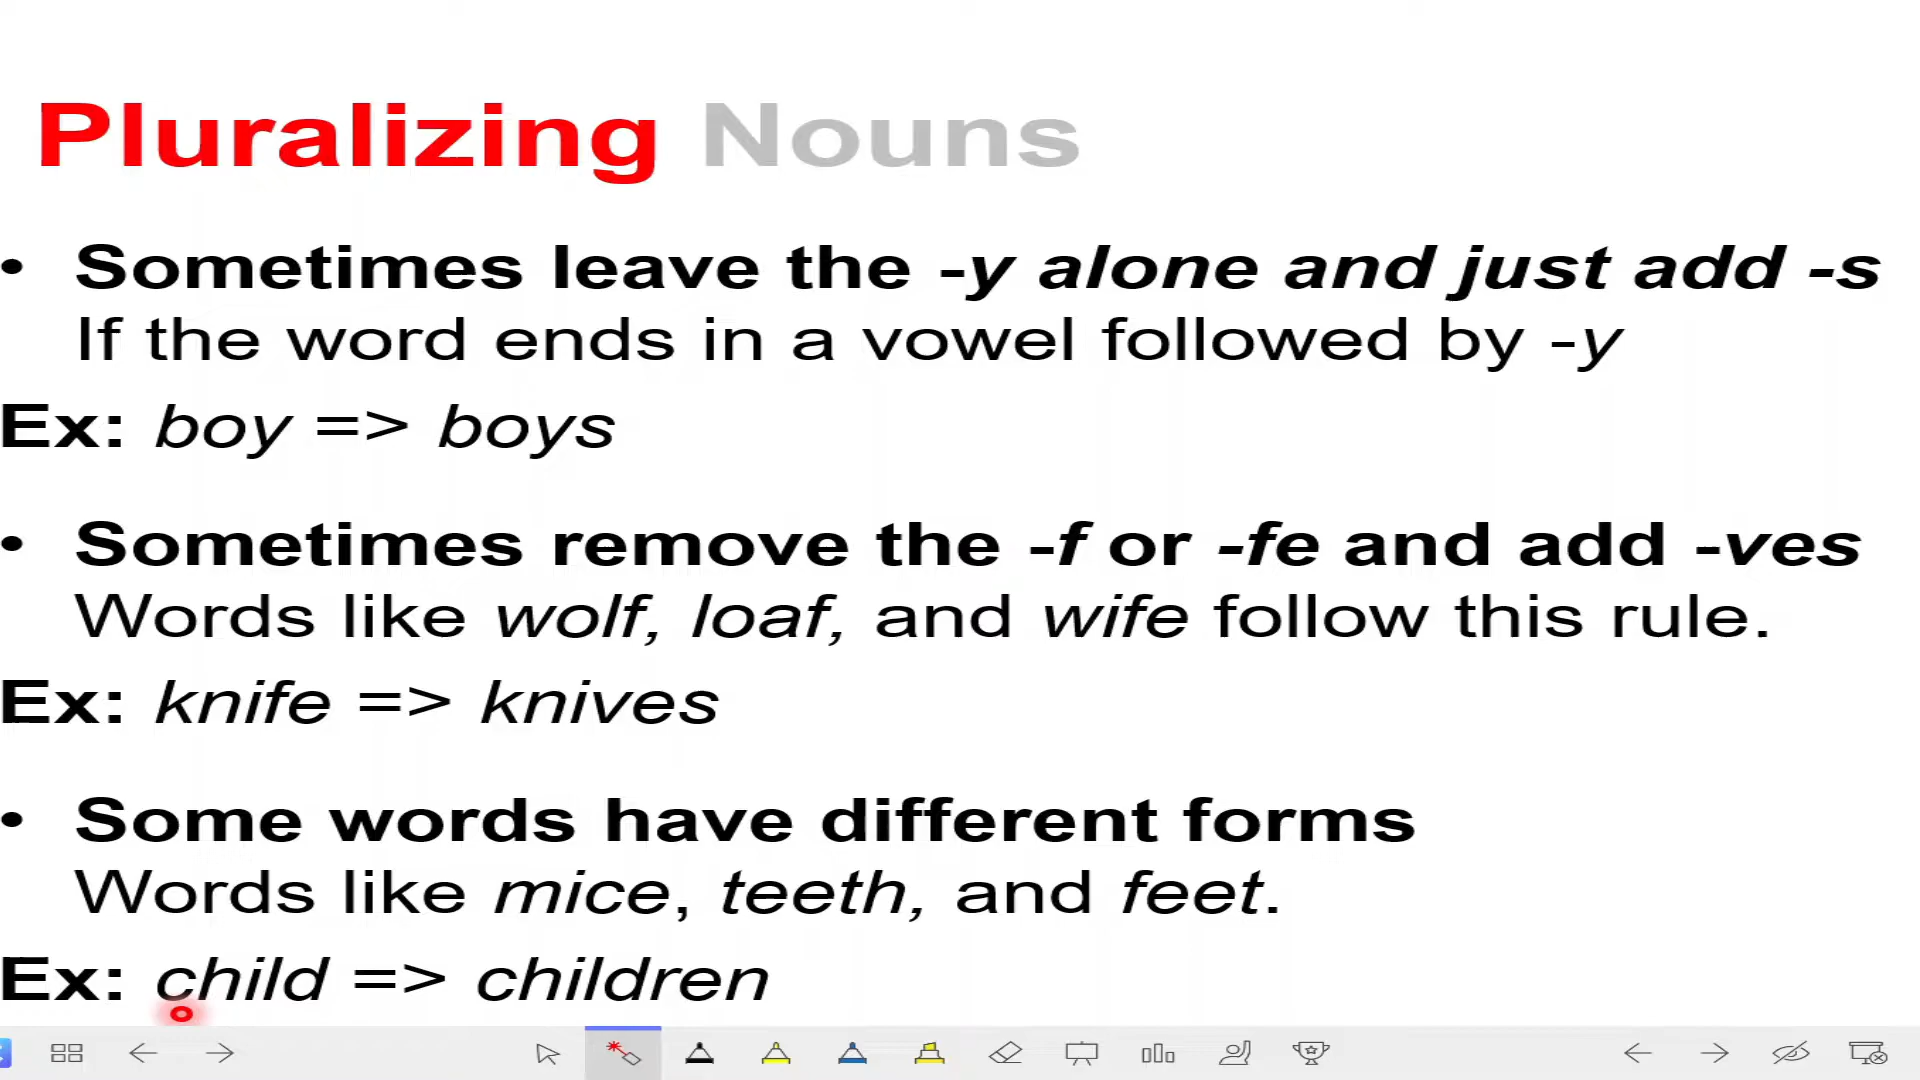 Pluralizing Nouns
• Sometimes leave the -y alone and just add -s
If the word ends in a vowel followed by -y
Ex: boy => boys
• Sometimes remove the -f or -fe and add -ves
Words like wolf, loaf, and wife follow this rule.
Ex: knife => knives
• Some words have different forms
Words like mice, teeth, and feet.
Ex: child => children